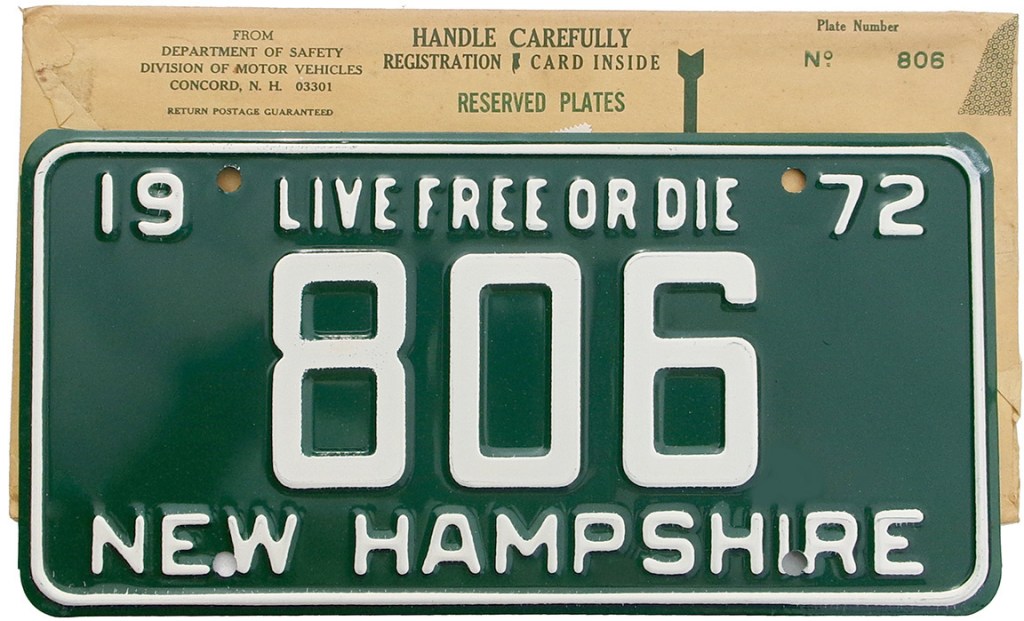 FROM
DEPARTMENT OF SAFETY
DIVISION OF MOTOR VEHICLES
CONCORD, N. H. 03301
RETURN POSTAGE GUARANTEED
HANDLE CAREFULLY
REGISTRATION CARD INSIDE
RESERVED PLATES
Plate Number
Nº 806
19 LIVE FREE OR DIE 72
806
NEW HAMPSHIRE